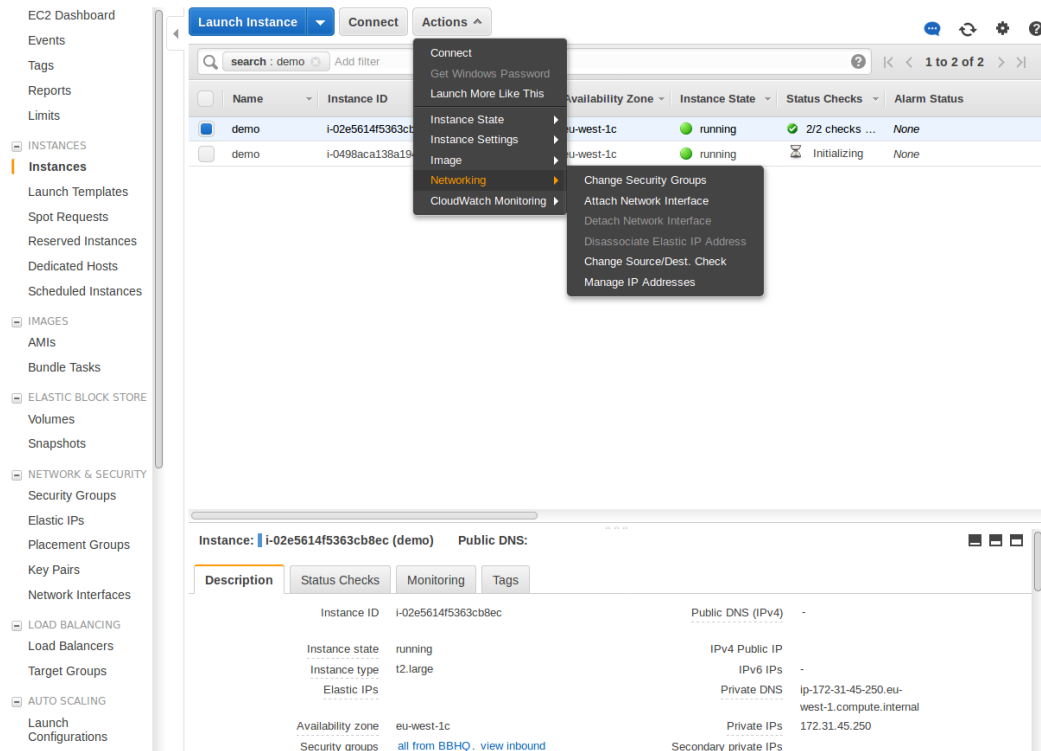 EC2 Dashboard
Events
Tags
Reports
Limits
INSTANCES
Instances
Launch Templates
Spot Requests
Reserved Instances
Dedicated Hosts
Scheduled Instances
IMAGES
AMIs
Bundle Tasks
ELASTIC BLOCK STORE
Volumes
Snapshots
NETWORK & SECURITY
Security Groups
Elastic IPs
Placement Groups
Key Pairs
Network Interfaces
LOAD BALANCING
Load Balancers
Target Groups
AUTO SCALING
Launch
Configurations
Launch Instance Connect Actions
search : demo Add filter 1 to 2 of 2
Name Instance ID Availability Zone Instance State Status Checks Alarm Status
demo i-02e5614f5363cb eu-west-1c running 2/2 checks ... None
demo i-0498aca138a194 eu-west-1c running Initializing None
Connect
Get Windows Password
Launch More Like This
Instance State
Instance Settings
Image
Networking
CloudWatch Monitoring
Change Security Groups
Attach Network Interface
Detach Network Interface
Disassociate Elastic IP Address
Change Source/Dest. Check
Manage IP Addresses
Instance: i-02e5614f5363cb8ec (demo) Public DNS:
Description Status Checks Monitoring Tags
Instance ID i-02e5614f5363cb8ec Public DNS (IPv4) -
Instance state running IPv4 Public IP
Instance type t2.large IPv6 IPs -
Elastic IPs Private DNS ip-172-31-45-250.eu-
west-1.compute.internal
Availability zone eu-west-1c Private IPs 172.31.45.250
Security groups all from BBHQ. view inbound Secondary private IPs